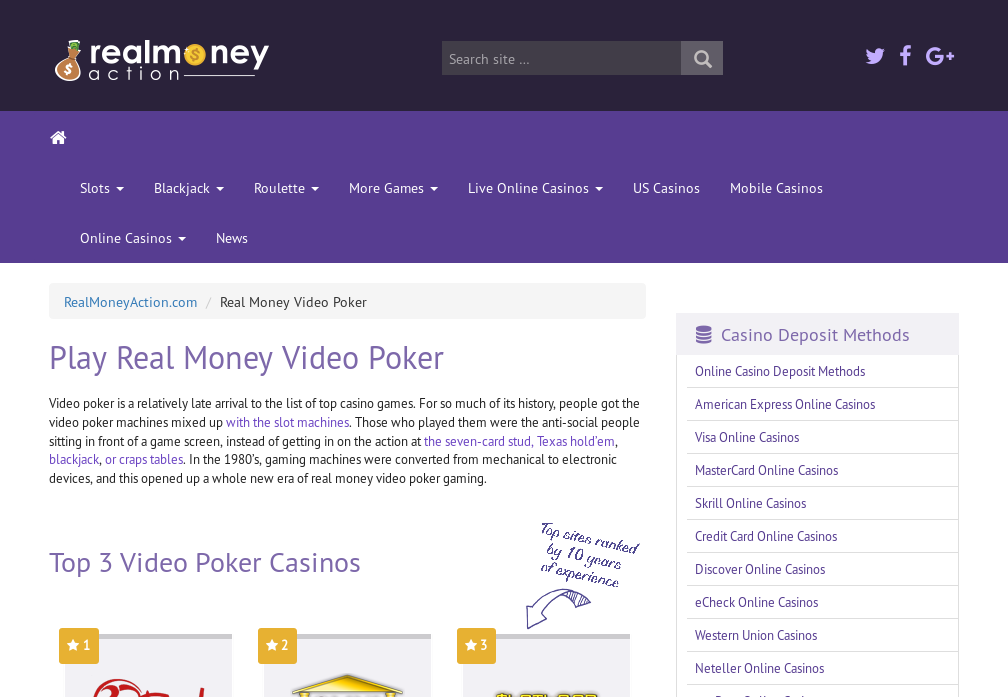 realmoney
action
Search site ...
Slots
Blackjack
Roulette
More Games
Live Online Casinos
US Casinos
Mobile Casinos
Online Casinos
News
RealMoneyAction.com / Real Money Video Poker
Play Real Money Video Poker
Video poker is a relatively late arrival to the list of top casino games. For so much of its history, people got the
video poker machines mixed up with the slot machines. Those who played them were the anti-social people
sitting in front of a game screen, instead of getting in on the action at the seven-card stud, Texas hold’em,
blackjack, or craps tables. In the 1980’s, gaming machines were converted from mechanical to electronic
devices, and this opened up a whole new era of real money video poker gaming.
Top 3 Video Poker Casinos
Top sites ranked
by 10 years
of experience
1
2
3
Casino Deposit Methods
Online Casino Deposit Methods
American Express Online Casinos
Visa Online Casinos
MasterCard Online Casinos
Skrill Online Casinos
Credit Card Online Casinos
Discover Online Casinos
eCheck Online Casinos
Western Union Casinos
Neteller Online Casinos